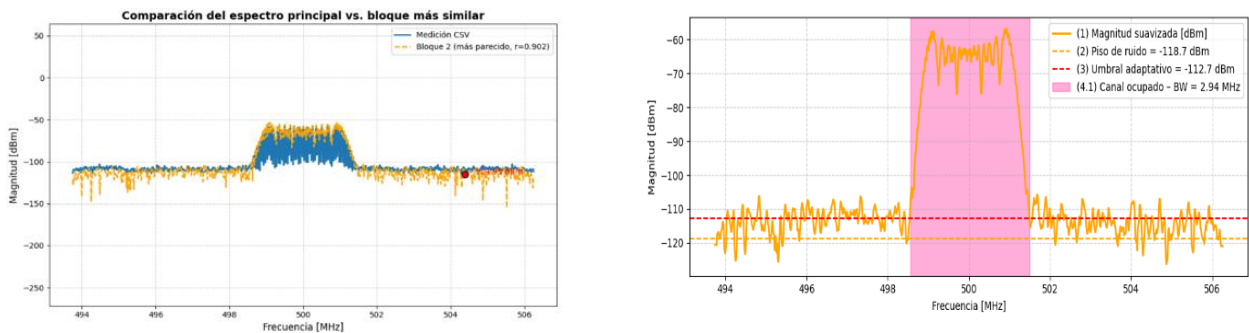 Comparación del espectro principal vs. bloque más similar
Medición CSV
Bloque 2 (más parecido, r=0.902)
Magnitud [dBm]
50
0
−50
−100
−150
−200
−250
494
496
498
500
502
504
506
Frecuencia [MHz]
(1) Magnitud suavizada [dBm]
(2) Piso de ruido = -118.7 dBm
(3) Umbral adaptativo = -112.7 dBm
(4.1) Canal ocupado – BW = 2.94 MHz
Magnitud [dBm]
−60
−70
−80
−90
−100
−110
−120
494
496
498
500
502
504
506
Frecuencia [MHz]